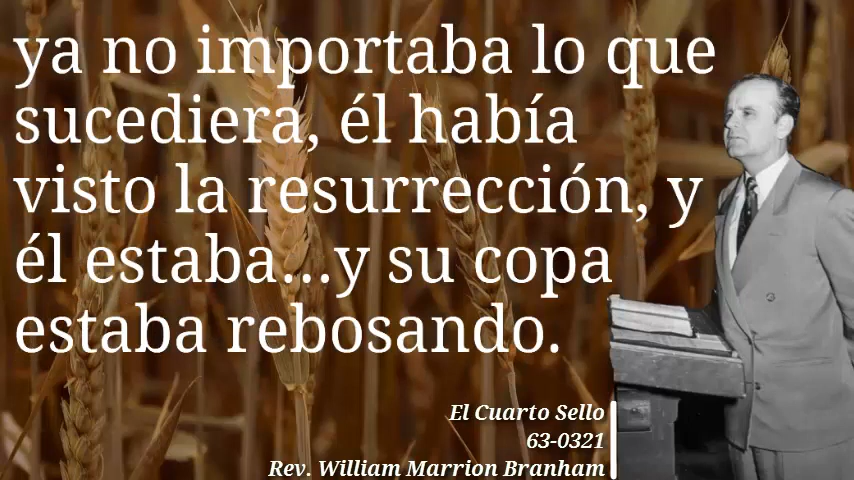 ya no importaba lo que
sucediera, él había
visto la resurrección, y
él estaba...y su copa
estaba rebosando.
El Cuarto Sello
63-0321
Rev. William Marrion Branham